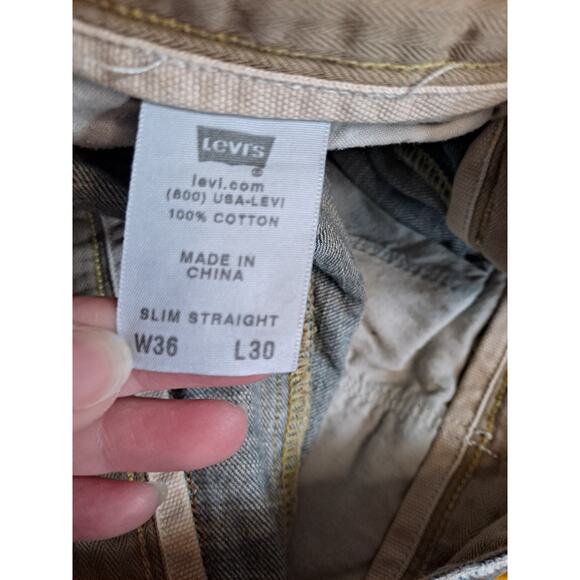 Levi's
®
levi.com
(800) USA-LEVI
100% COTTON
MADE IN
CHINA
SLIM STRAIGHT
W36 L30